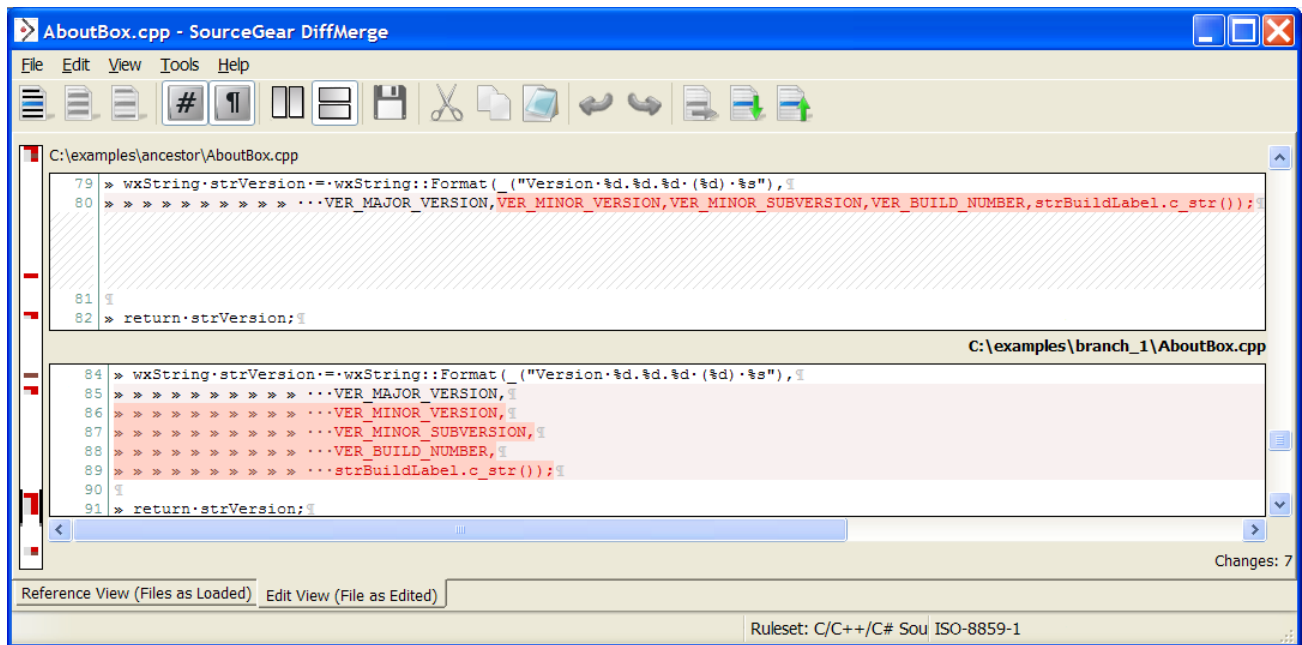 AboutBox.cpp - SourceGear DiffMerge
File Edit View Tools Help
# ¶
C:\examples\ancestor\AboutBox.cpp
79 » wxString·strVersion·=·wxString::Format(_("Version·%d.%d.%d·(%d)·%s"),¶
80 » » » » » » » » » » ···VER_MAJOR_VERSION,VER_MINOR_VERSION,VER_MINOR_SUBVERSION,VER_BUILD_NUMBER,strBuildLabel.c_str());¶
81 ¶
82 » return·strVersion;¶
C:\examples\branch_1\AboutBox.cpp
84 » wxString·strVersion·=·wxString::Format(_("Version·%d.%d.%d·(%d)·%s"),¶
85 » » » » » » » » » » ···VER_MAJOR_VERSION,¶
86 » » » » » » » » » » ···VER_MINOR_VERSION,¶
87 » » » » » » » » » » ···VER_MINOR_SUBVERSION,¶
88 » » » » » » » » » » ···VER_BUILD_NUMBER,¶
89 » » » » » » » » » » ···strBuildLabel.c_str());¶
90 ¶
91 » return·strVersion;¶
Changes: 7
Reference View (Files as Loaded) Edit View (File as Edited)
Ruleset: C/C++/C# Sou ISO-8859-1